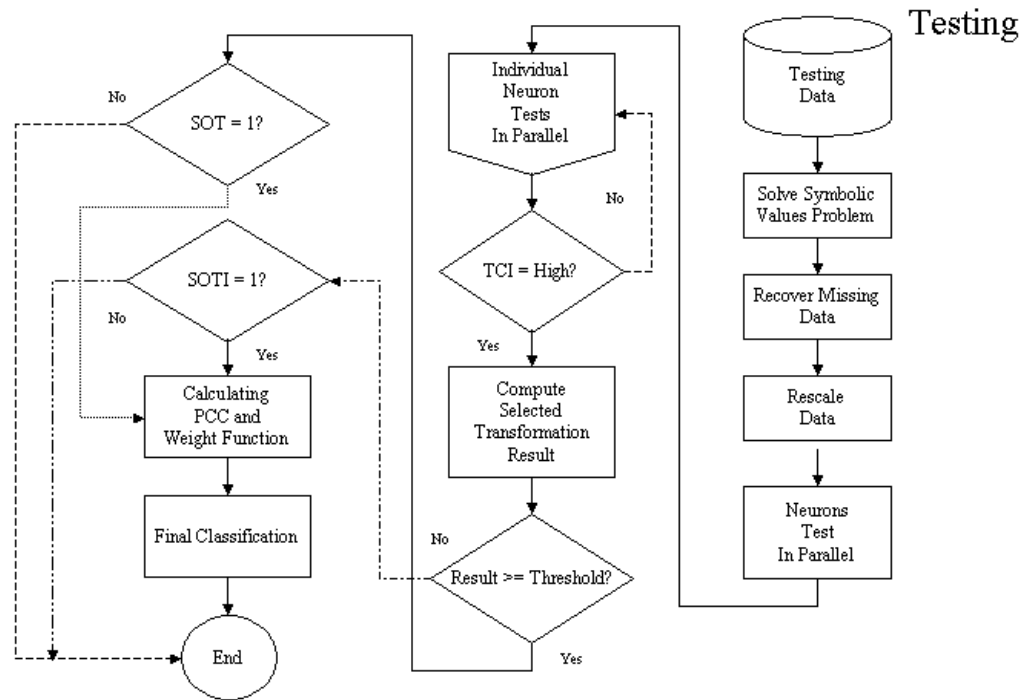 Testing
Testing
Data
Solve Symbolic
Values Problem
Recover Missing
Data
Rescale
Data
Neurons
Test
In Parallel
Individual
Neuron
Tests
In Parallel
No
TCI = High?
Yes
Compute
Selected
Transformation
Result
No
Result >= Threshold?
Yes
No
SOT = 1?
Yes
SOTI = 1?
No
Yes
Calculating
PCC and
Weight Function
Final Classification
End